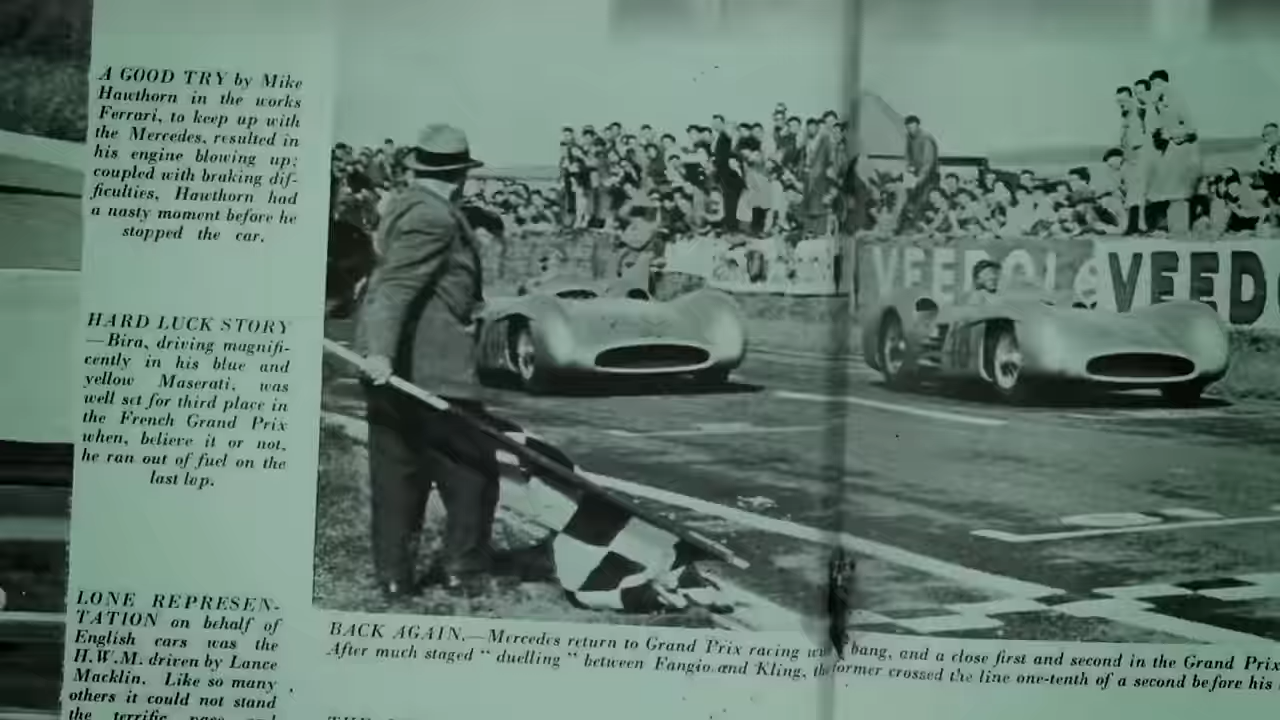 A GOOD TRY by Mike
Hawthorn in the works
Ferrari, to keep up with
the Mercedes, resulted in
his engine blowing up;
coupled with braking dif-
ficulties, Hawthorn had
a nasty moment before he
stopped the car.
HARD LUCK STORY
—Bira, driving magnifi-
cently in his blue and
yellow Maserati, was
well set for third place in
the French Grand Prix
when, believe it or not,
he ran out of fuel on the
last lap.
LONE REPRESEN-
TATION on behalf of
English cars was the
H.W.M. driven by Lance
Macklin. Like so many
others it could not stand
the terrific pace and
VEEDOL
VEED
BACK AGAIN.—Mercedes return to Grand Prix racing bang, and a close first and second in the Grand Prix
After much staged “ duelling ” between Fangio and Kling, the former crossed the line one-tenth of a second before his